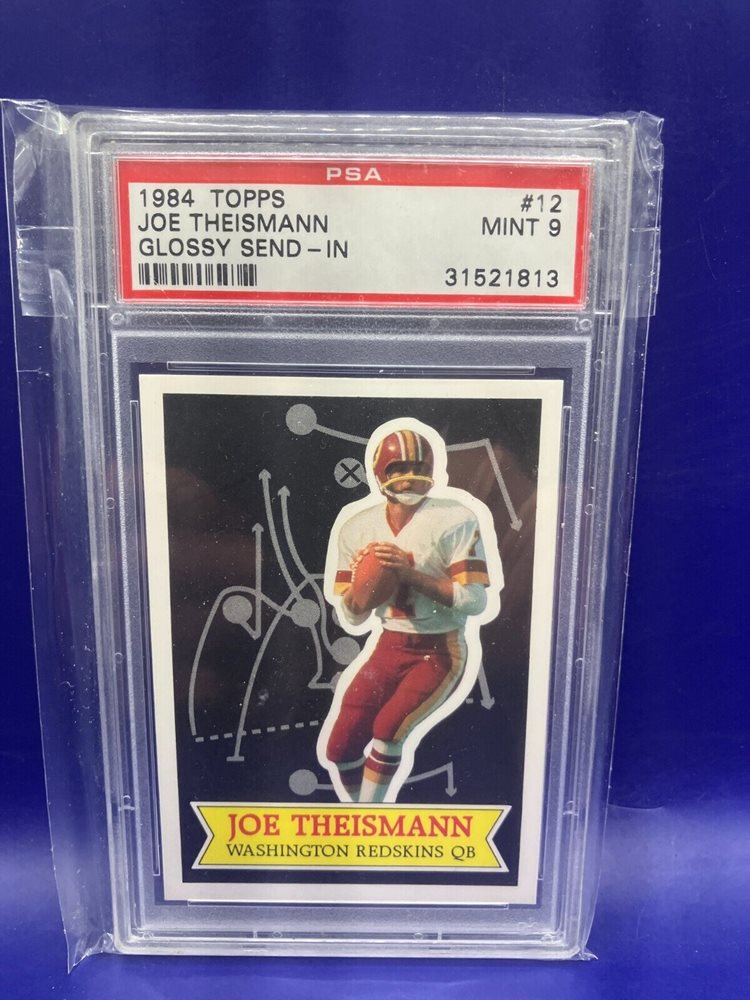 PSA
1984 TOPPS #12
JOE THEISMANN MINT 9
GLOSSY SEND-IN
31521813
JOE THEISMANN
WASHINGTON REDSKINS QB